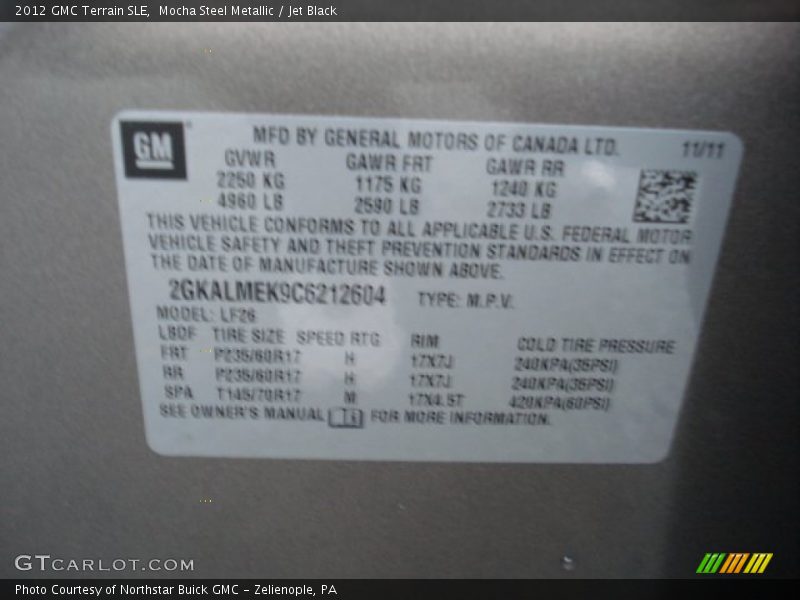 2012 GMC Terrain SLE, Mocha Steel Metallic / Jet Black
GM
MFD BY GENERAL MOTORS OF CANADA LTD. 11/11
GVWR GAWR FRT GAWR RR
2250 KG 1175 KG 1240 KG
4960 LB 2590 LB 2733 LB
THIS VEHICLE CONFORMS TO ALL APPLICABLE U.S. FEDERAL MOTOR
VEHICLE SAFETY AND THEFT PREVENTION STANDARDS IN EFFECT ON
THE DATE OF MANUFACTURE SHOWN ABOVE.
2GKALMEK9C6212604 TYPE: M.P.V.
MODEL: LF26
LBDF TIRE SIZE SPEED RTG RIM COLD TIRE PRESSURE
FRT P235/60R17 H 17X7J 240KPA(35PSI)
RR P235/60R17 H 17X7J 240KPA(35PSI)
SPA T145/70R17 M 17X4.5T 420KPA(60PSI)
SEE OWNER'S MANUAL FOR MORE INFORMATION.
GTCARLOT.COM
Photo Courtesy of Northstar Buick GMC - Zelienople, PA